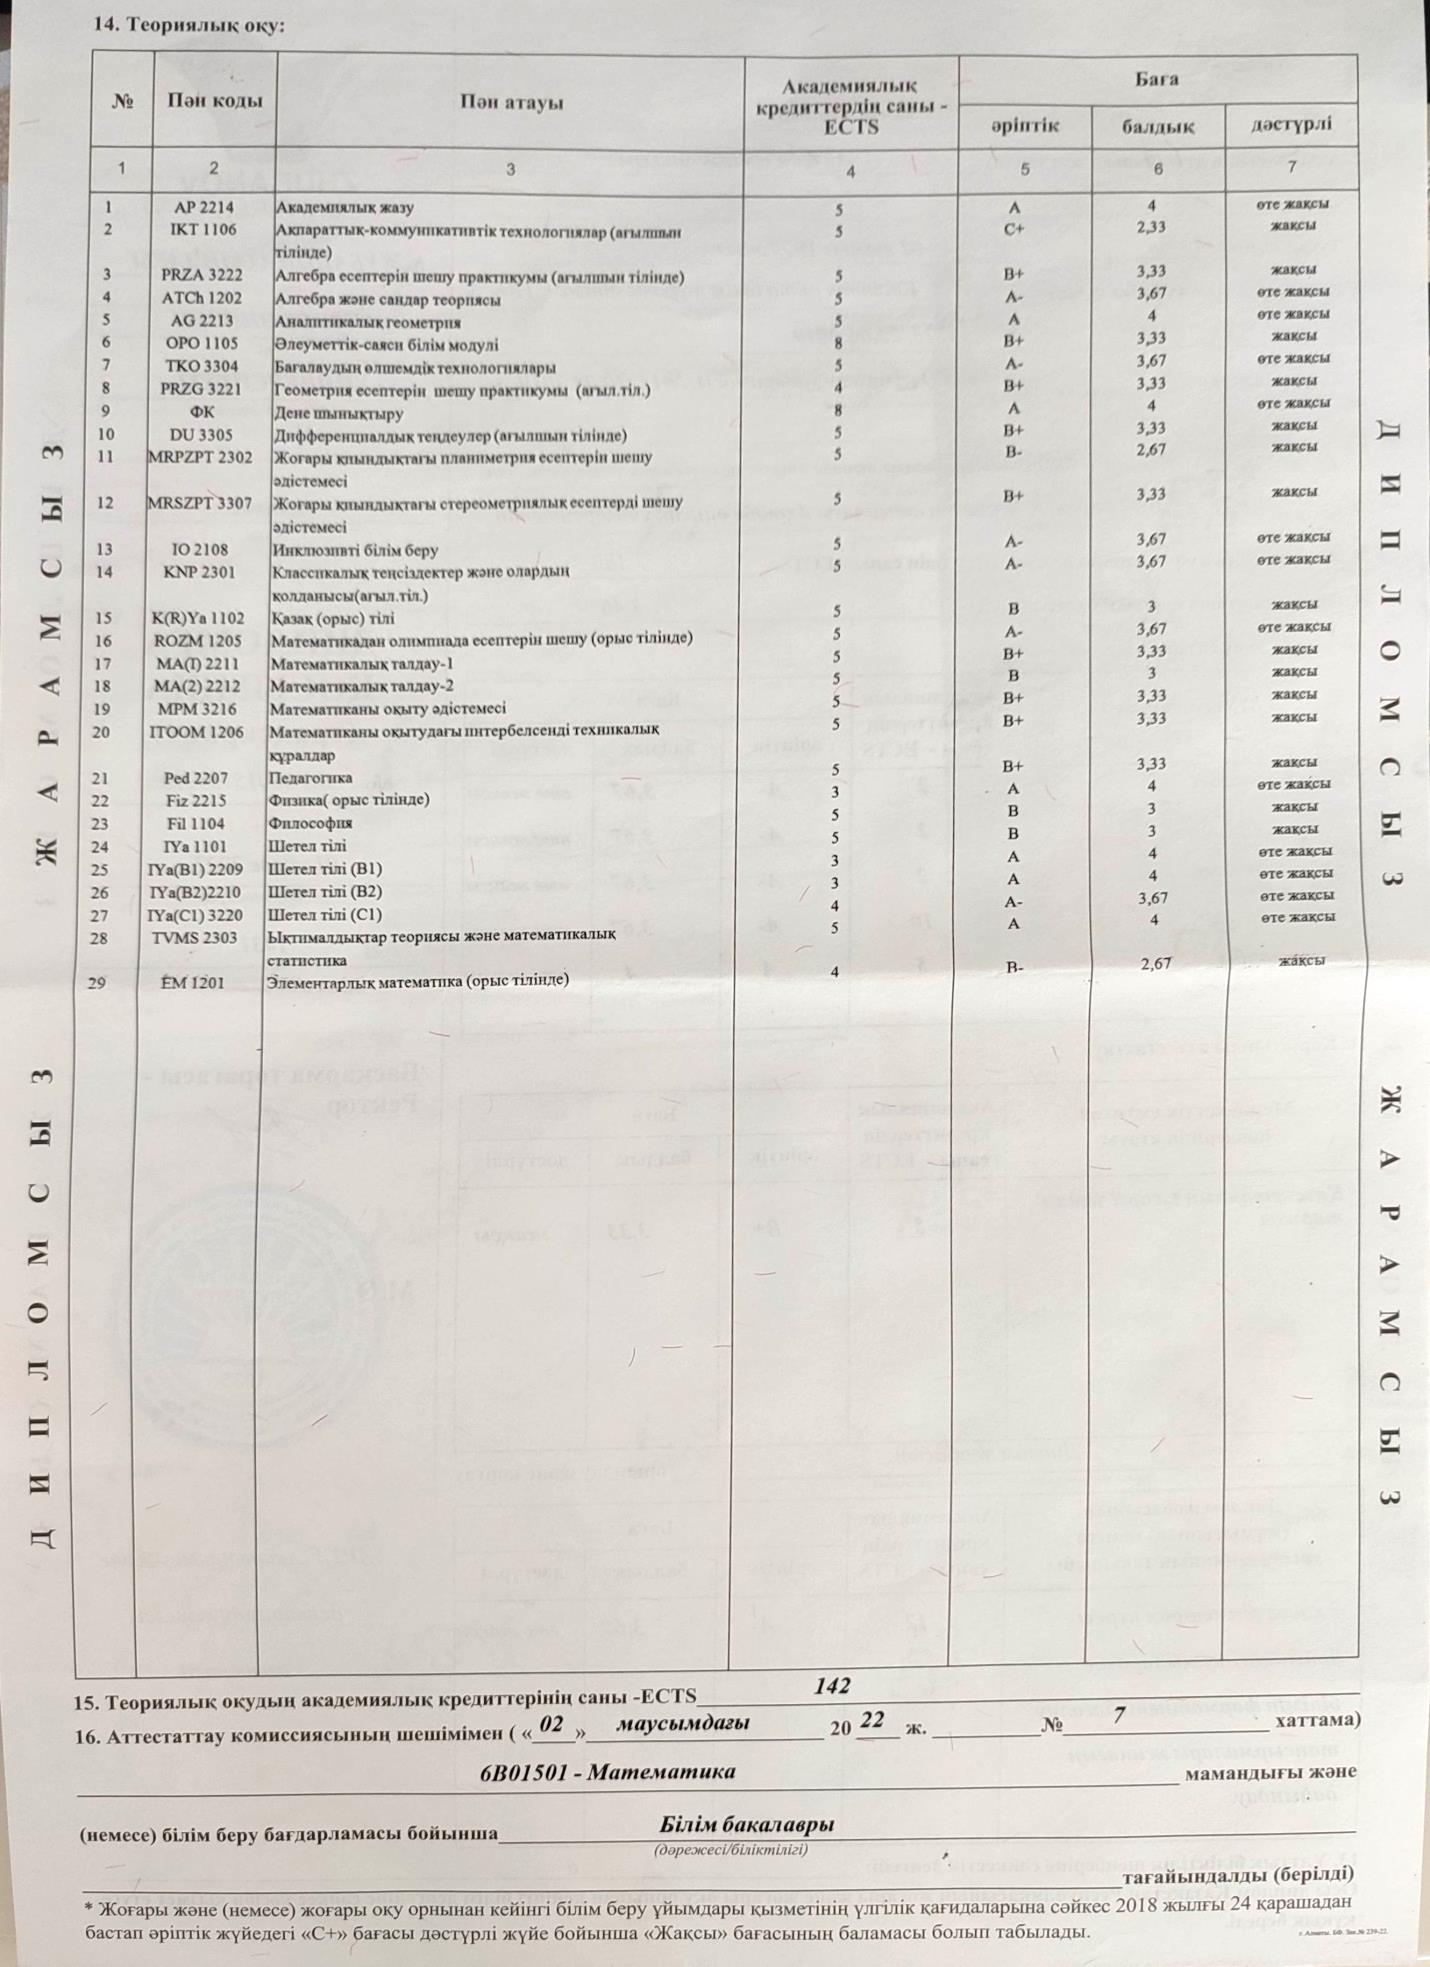 14. Теориялық оқу:
№ Пән коды Пән атауы Академиялық кредиттердің саны - ECTS Баға
әріптік балдық дәстүрлі
1 2 3 4 5 6 7
1 AP 2214 Академиялық жазу 5 A 4 өте жақсы
2 IKT 1106 Ақпараттық-коммуникативтік технологиялар (ағылшын 5 C+ 2,33 жақсы
тілінде)
3 PRZA 3222 Алгебра есептерін шешу практикумы (ағылшын тілінде) 5 B+ 3,33 жақсы
4 ATCh 1202 Алгебра және сандар теориясы 5 A- 3,67 өте жақсы
5 AG 2213 Аналитикалық геометрия 5 A 4 өте жақсы
6 OPO 1105 Әлеуметтік-саяси білім модулі 8 B+ 3,33 жақсы
7 TKO 3304 Бағалаудың өлшемдік технологиялары 5 A- 3,67 өте жақсы
8 PRZG 3221 Геометрия есептерін шешу практикумы (ағыл.тіл.) 4 B+ 3,33 жақсы
9 ФК Дене шынықтыру 8 A 4 өте жақсы
10 DU 3305 Дифференциалдық теңдеулер (ағылшын тілінде) 5 B+ 3,33 жақсы
11 MRPZPT 2302 Жоғары қиындықтағы планиметрия есептерін шешу 5 B- 2,67 жақсы
әдістемесі
12 MRSZPT 3307 Жоғары қиындықтағы стереометриялық есептерді шешу 5 B+ 3,33 жақсы
әдістемесі
13 IO 2108 Инклюзивті білім беру 5 A- 3,67 өте жақсы
14 KNP 2301 Классикалық теңсіздектер және олардың 5 A- 3,67 өте жақсы
қолданысы(ағыл.тіл.)
15 K(R)Ya 1102 Қазақ (орыс) тілі 5 B 3 жақсы
16 ROZM 1205 Математикадан олимпиада есептерін шешу (орыс тілінде) 5 A- 3,67 өте жақсы
17 MA(I) 2211 Математикалық талдау-1 5 B+ 3,33 жақсы
18 MA(2) 2212 Математикалық талдау-2 5 B 3 жақсы
19 MPM 3216 Математиканы оқыту әдістемесі 5 B+ 3,33 жақсы
20 ITOOM 1206 Математиканы оқытудағы интербелсенді техникалық 5 B+ 3,33 жақсы
құралдар
21 Ped 2207 Педагогика 5 B+ 3,33 жақсы
22 Fiz 2215 Физика( орыс тілінде) 3 A 4 өте жақсы
23 Fil 1104 Философия 5 B 3 жақсы
24 IYa 1101 Шетел тілі 5 B 3 жақсы
25 IYa(B1) 2209 Шетел тілі (B1) 3 A 4 өте жақсы
26 IYa(B2)2210 Шетел тілі (B2) 3 A 4 өте жақсы
27 IYa(C1) 3220 Шетел тілі (C1) 4 A- 3,67 өте жақсы
28 TVMS 2303 Ықтималдықтар теориясы және математикалық 5 A 4 өте жақсы
статистика
29 EM 1201 Элементарлық математика (орыс тілінде) 4 B- 2,67 жақсы
ДИПЛОМСЫЗ ЖАРАМСЫЗ
ДИПЛОМСЫЗ ЖАРАМСЫЗ
15. Теориялық оқудың академиялық кредиттерінің саны -ECTS 142
16. Аттестаттау комиссиясының шешімімен ( « 02 » маусымдағы 20 22 ж. № 7 хаттама)
6B01501 - Математика мамандығы және
(немесе) білім беру бағдарламасы бойынша Білім бакалавры
(дәрежесі/біліктілігі)
тағайындалды (берілді)
* Жоғары және (немесе) жоғары оқу орнынан кейінгі білім беру ұйымдары қызметінің үлгілік қағидаларына сәйкес 2018 жылғы 24 қарашадан
бастап әріптік жүйедегі «С+» бағасы дәстүрлі жүйе бойынша «Жақсы» бағасының баламасы болып табылады.
г. Алматы. БФ. Зак.№ 239-22.